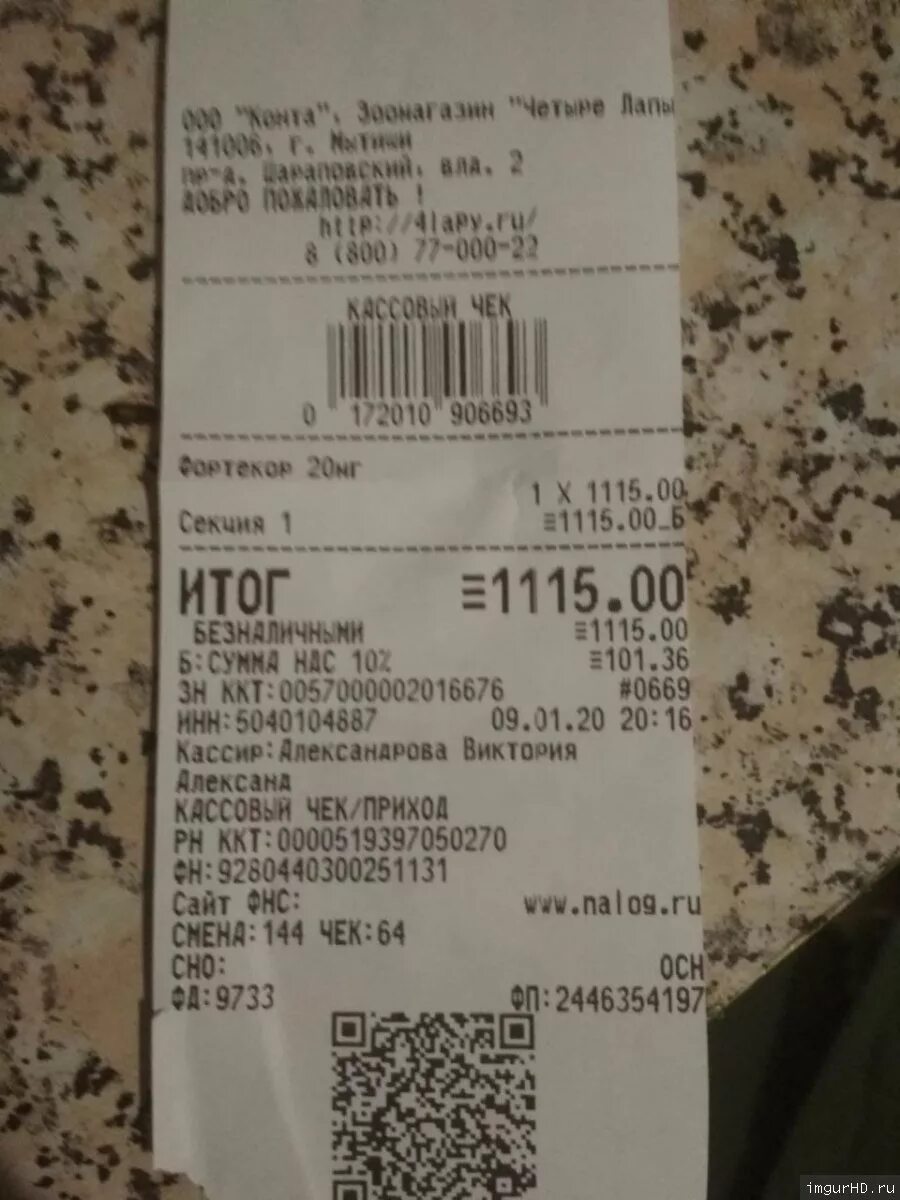 ООО "Конта", Зоомагазин "Четыре Лапы
141006, г. Мытищи
пр-д, Шараповский, вла. 2
ДОБРО ПОЖАЛОВАТЬ !
http://4lapy.ru/
8 (800) 77-000-22
КАССОВЫЙ ЧЕК
0 172010 906693
Фортекор 20мг
1 X 1115.00
Секция 1 ≡1115.00_Б
ИТОГ ≡1115.00
БЕЗНАЛИЧНЫМИ ≡1115.00
Б:СУММА НДС 10% ≡101.36
ЗН ККТ:0057000002016676 #0669
ИНН:5040104887 09.01.20 20:16
Кассир:Александрова Виктория
Александ
КАССОВЫЙ ЧЕК/ПРИХОД
РН ККТ:0000519397050270
ФН:9280440300251131
Сайт ФНС: www.nalog.ru
СМЕНА:144 ЧЕК:64
СНО: ОСН
ФД:9733 ФП:2446354197
imgurHD.ru